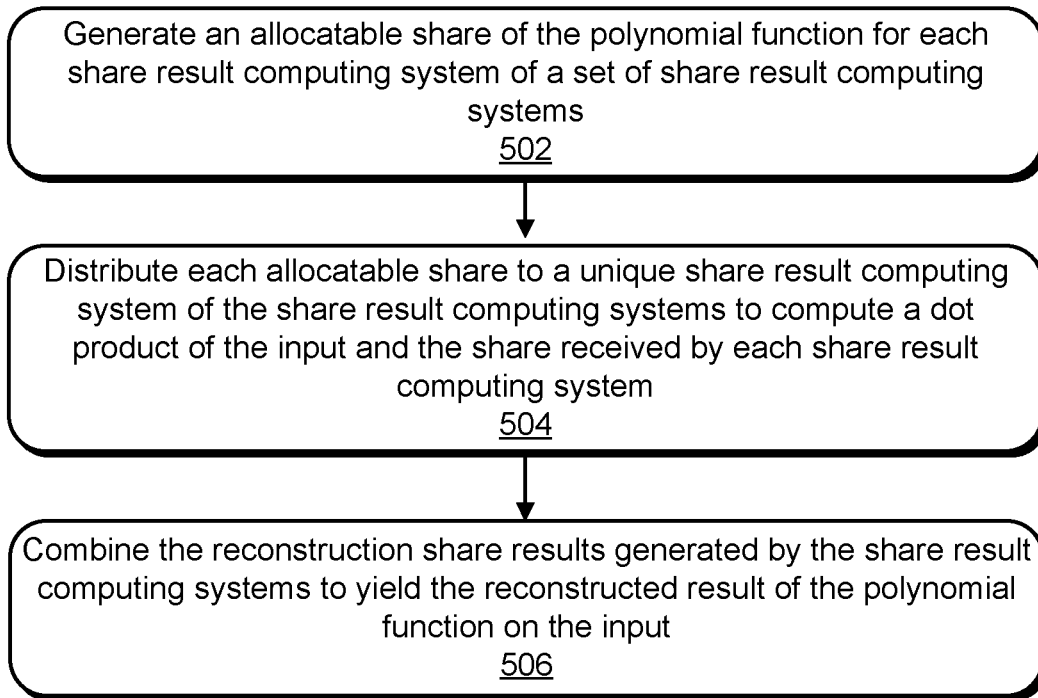 Generate an allocatable share of the polynomial function for each
share result computing system of a set of share result computing
systems
502
Distribute each allocatable share to a unique share result computing
system of the share result computing systems to compute a dot
product of the input and the share received by each share result
computing system
504
Combine the reconstruction share results generated by the share result
computing systems to yield the reconstructed result of the polynomial
function on the input
506